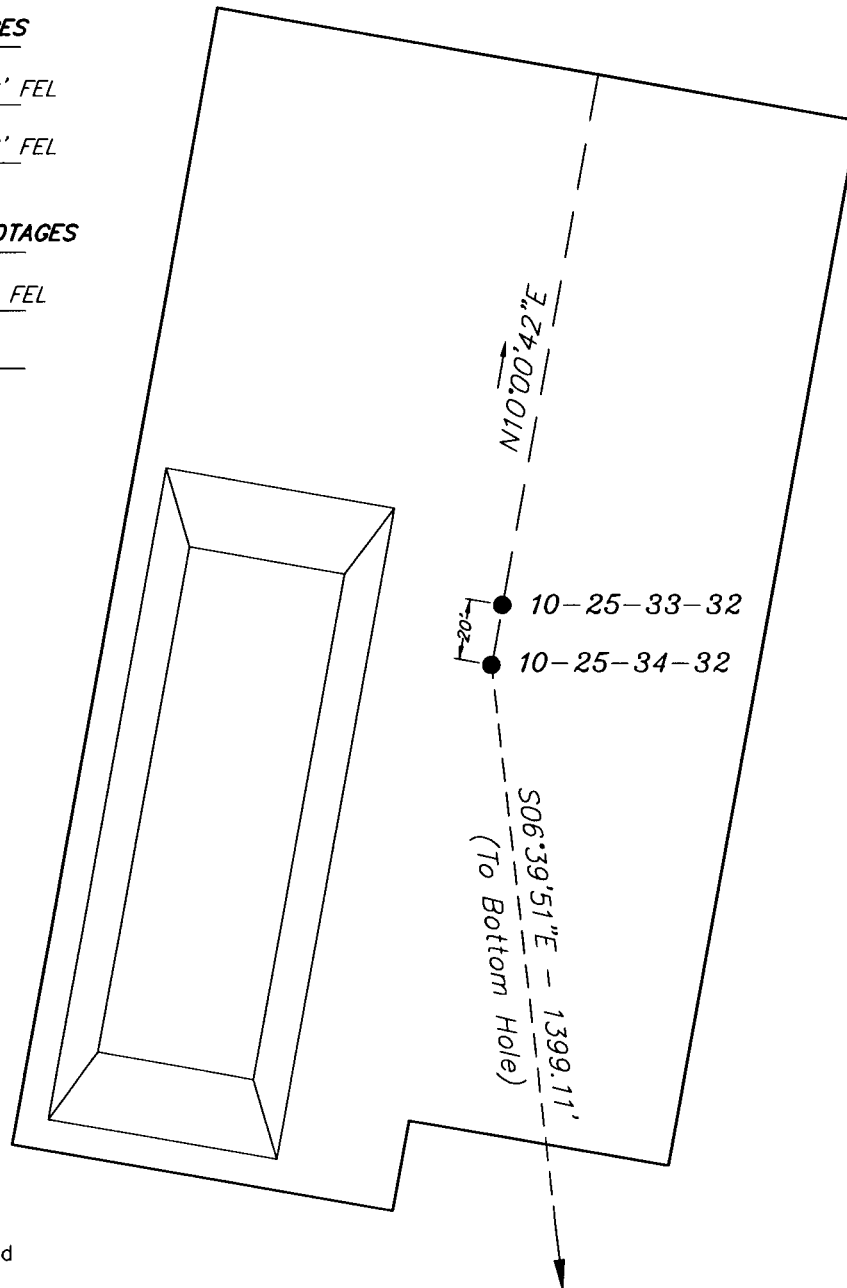 ES
' FEL
' FEL
OTAGES
FEL
N10°00'42"E
20'
10-25-33-32
10-25-34-32
S06°39'51"E - 1399.11'
(To Bottom Hole)
d